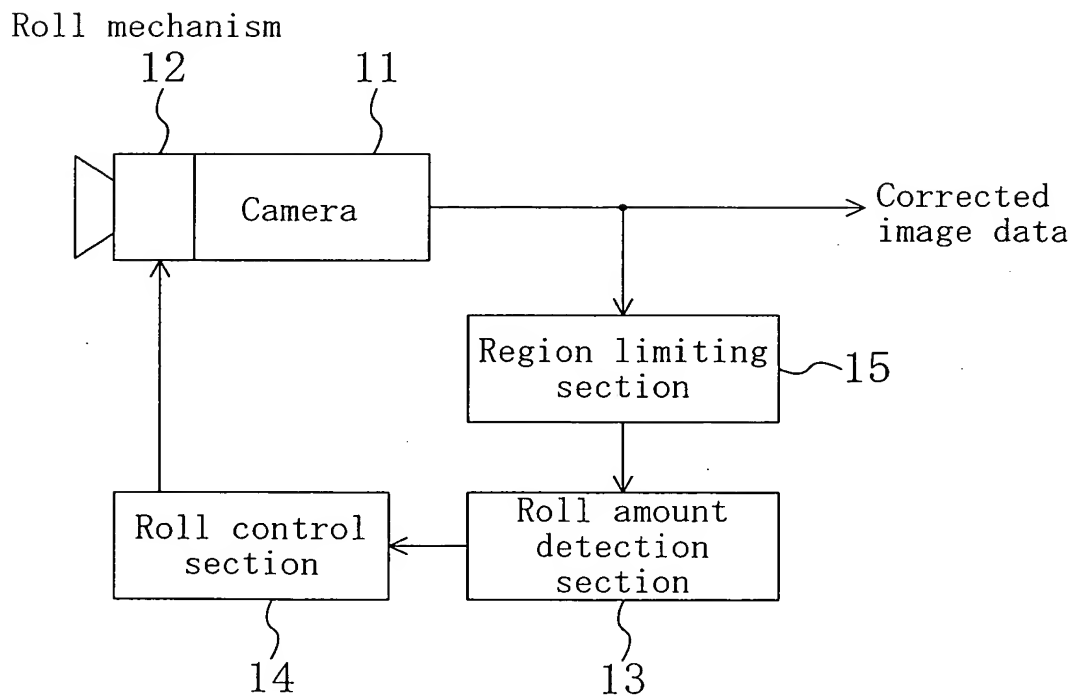 Roll mechanism
12
11
Camera
Corrected
image data
Region limiting
section
15
Roll control
section
Roll amount
detection
section
14
13